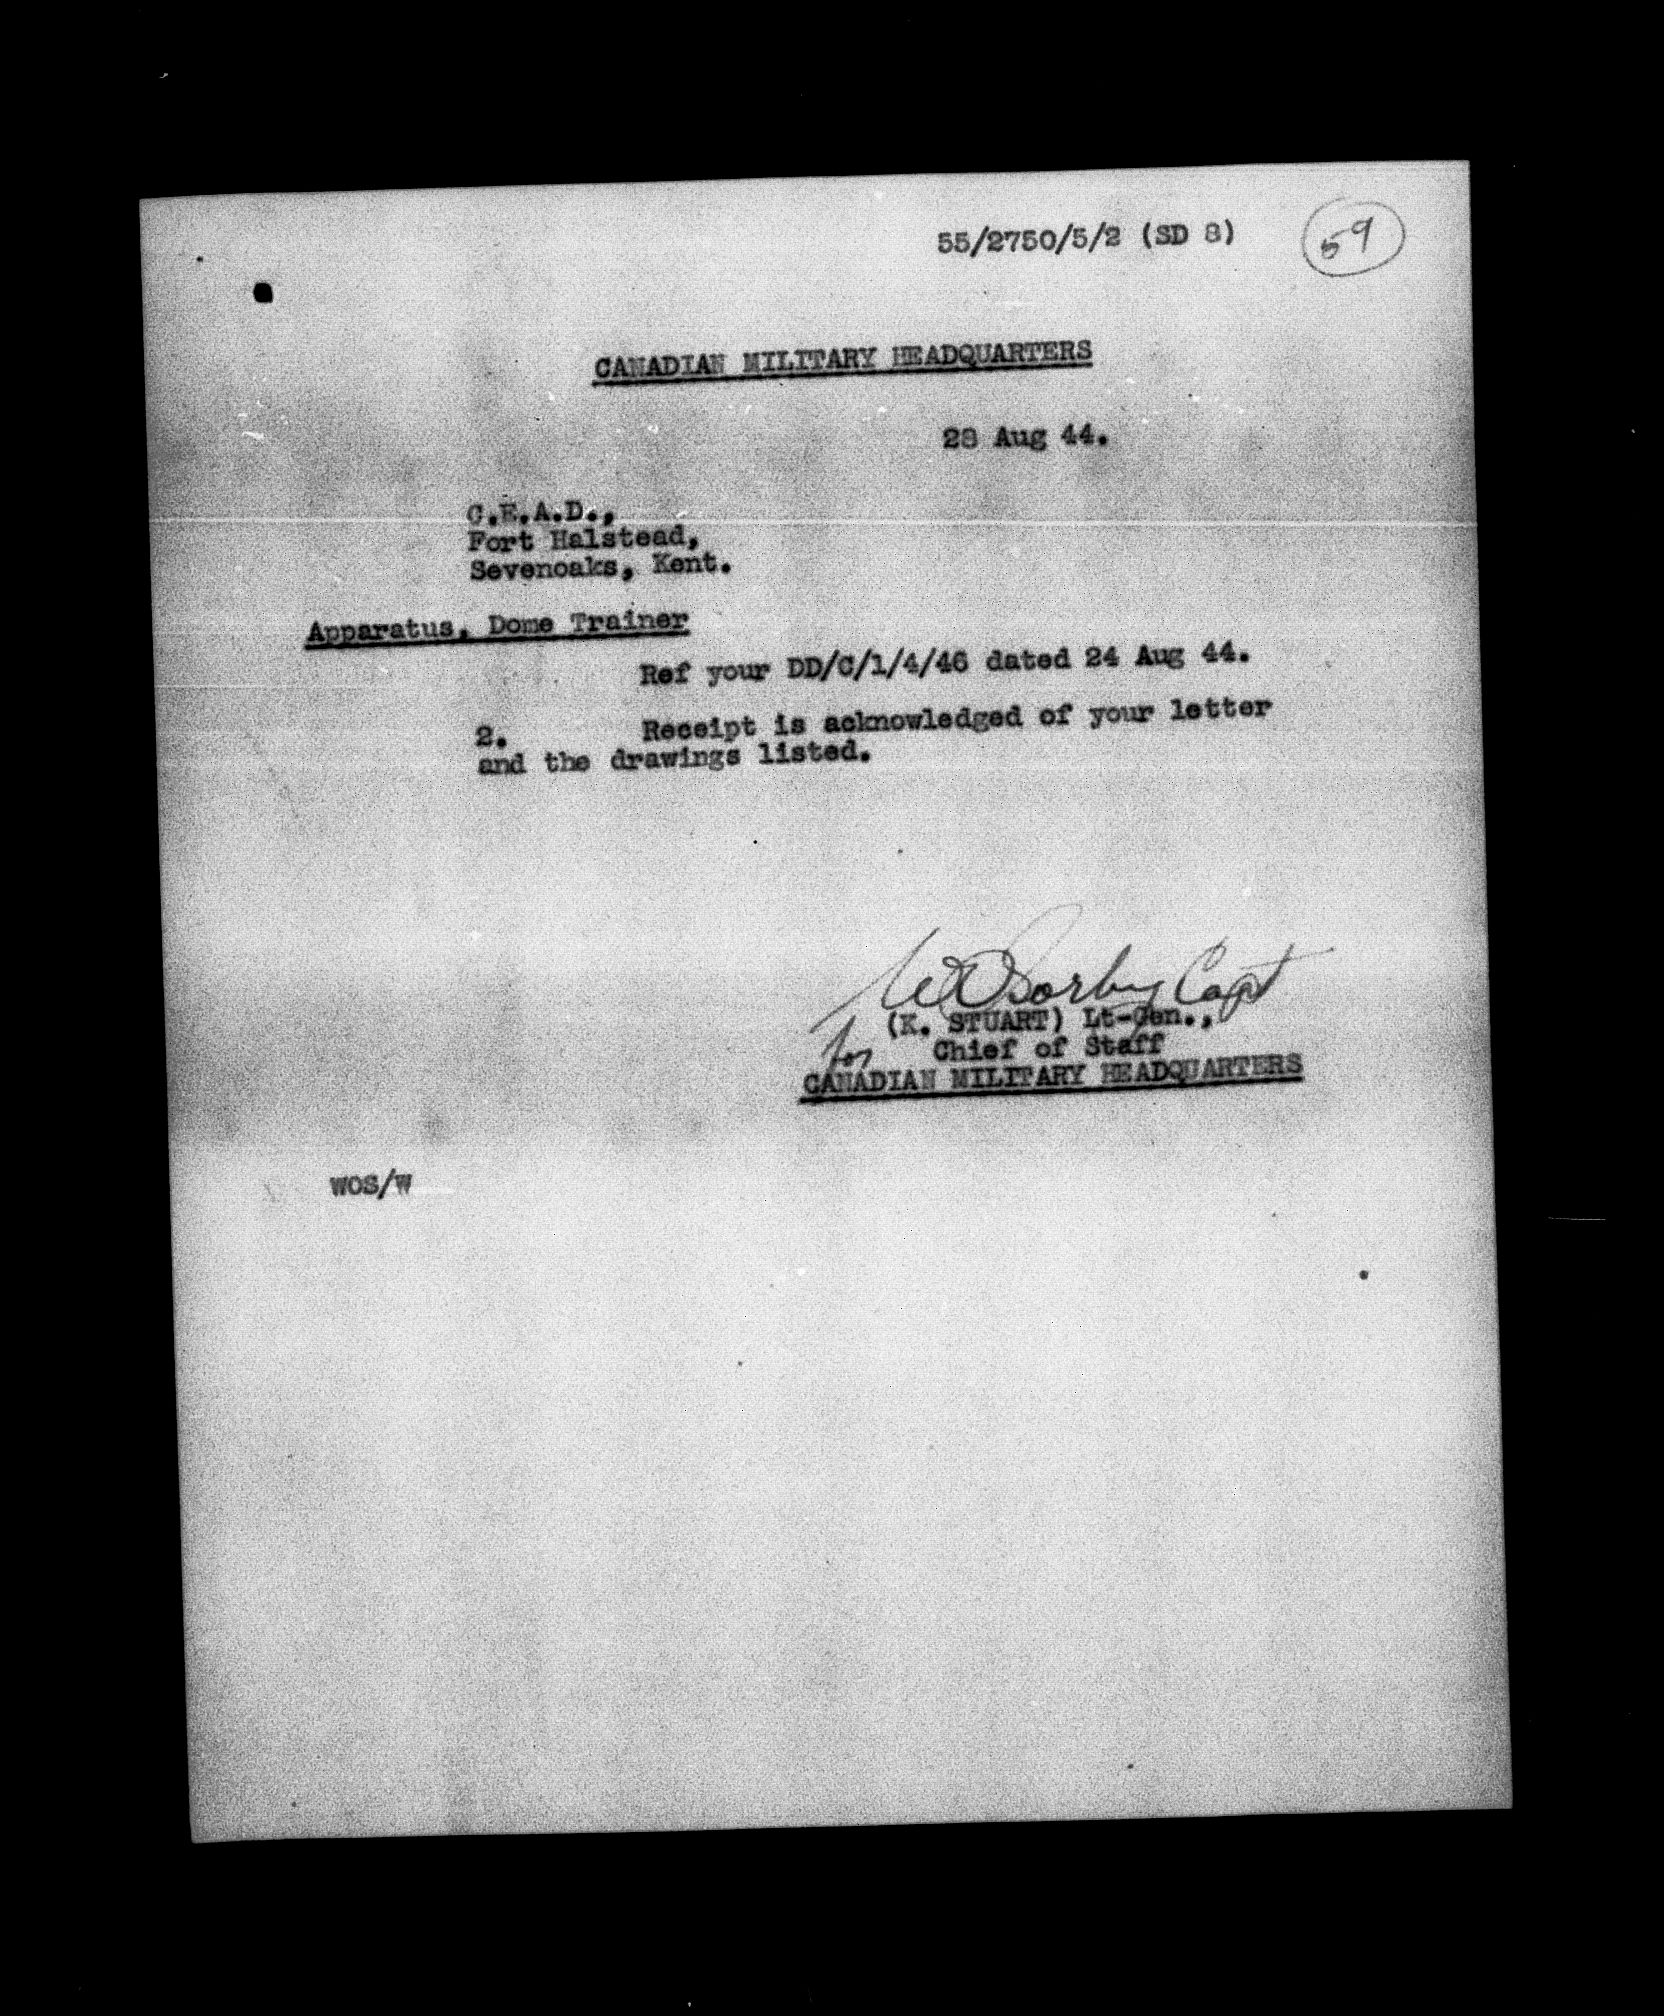 55/2750/5/2 (SD 8)
59
CANADIAN MILITARY HEADQUARTERS
28 Aug 44.
C.E.A.D.,
Fort Halstead,
Sevenoaks, Kent.
Apparatus, Dome Trainer
Ref your DD/C/1/4/46 dated 24 Aug 44.
2. Receipt is acknowledged of your letter
and the drawings listed.
WO Sorby Capt
(K. STUART) Lt-Gen.,
for Chief of Staff
CANADIAN MILITARY HEADQUARTERS
WOS/W